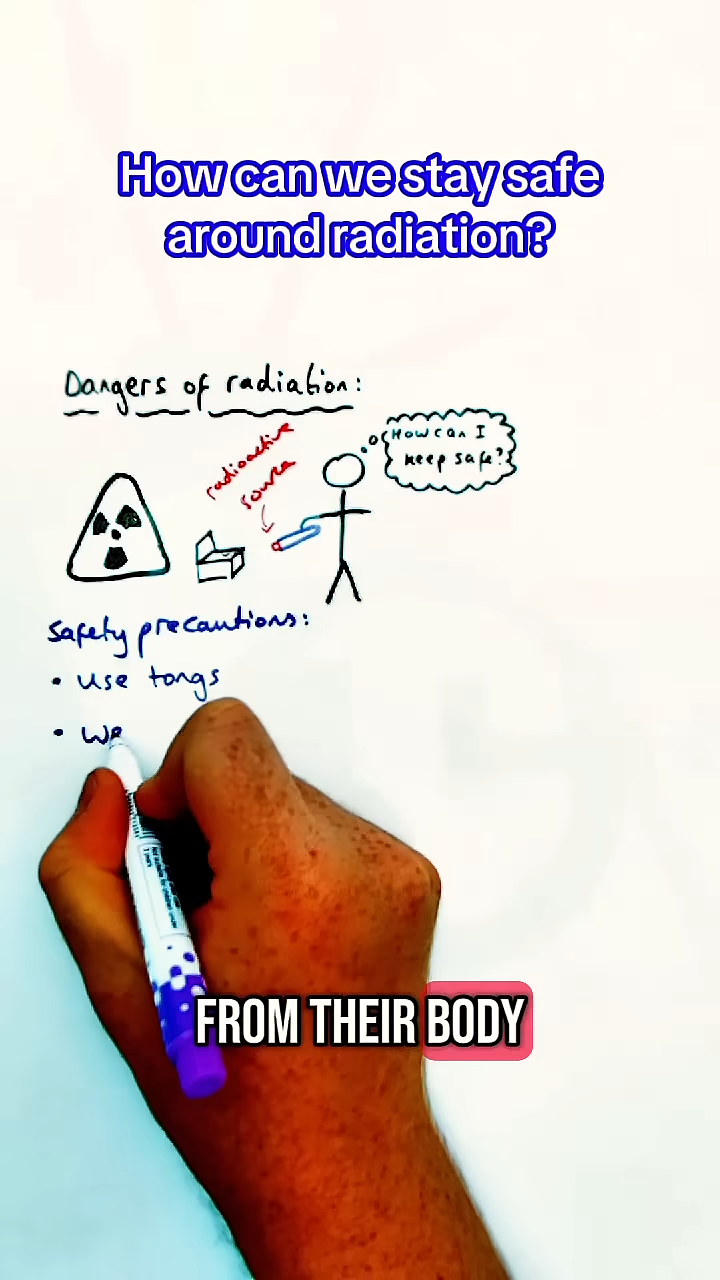 How can we stay safe
around radiation?
Dangers of radiation:
radioactive
source
How can I
keep safe?
safety precautions:
• use tongs
• we
FROM THEIR BODY